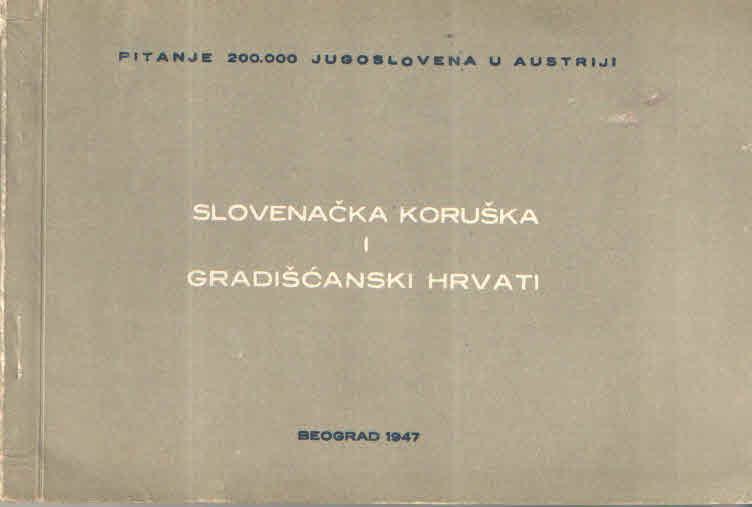 PITANJE 200.000 JUGOSLOVENA U AUSTRIJI
SLOVENAČKA KORUŠKA
I
GRADIŠĆANSKI HRVATI
BEOGRAD 1947